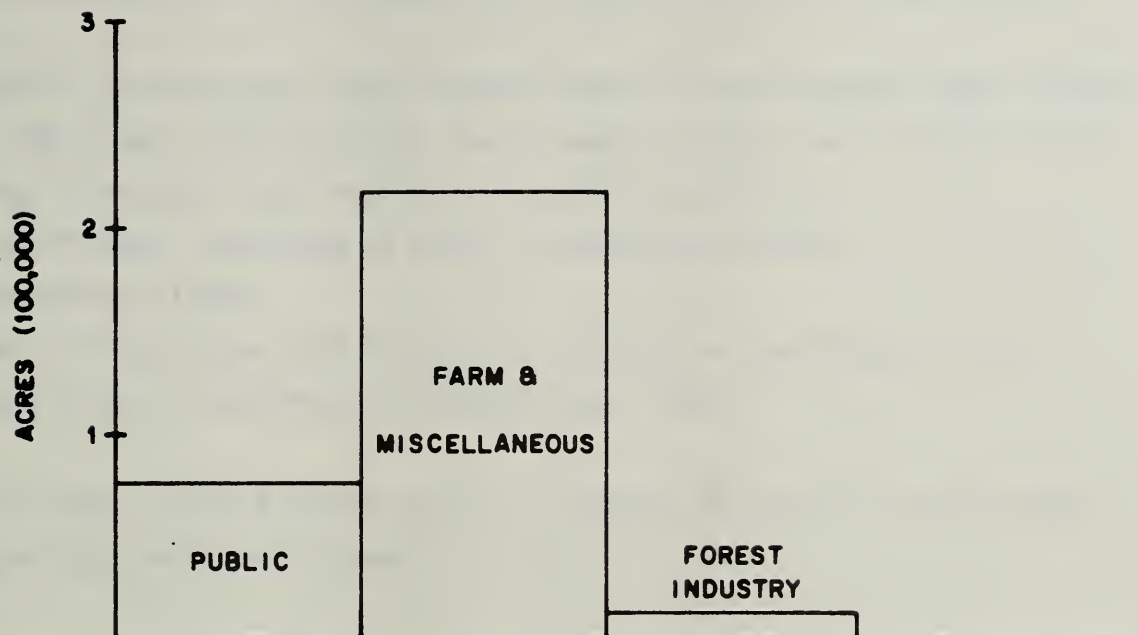 3
2
1
ACRES (100,000)
FARM &
MISCELLANEOUS
PUBLIC
FOREST
INDUSTRY